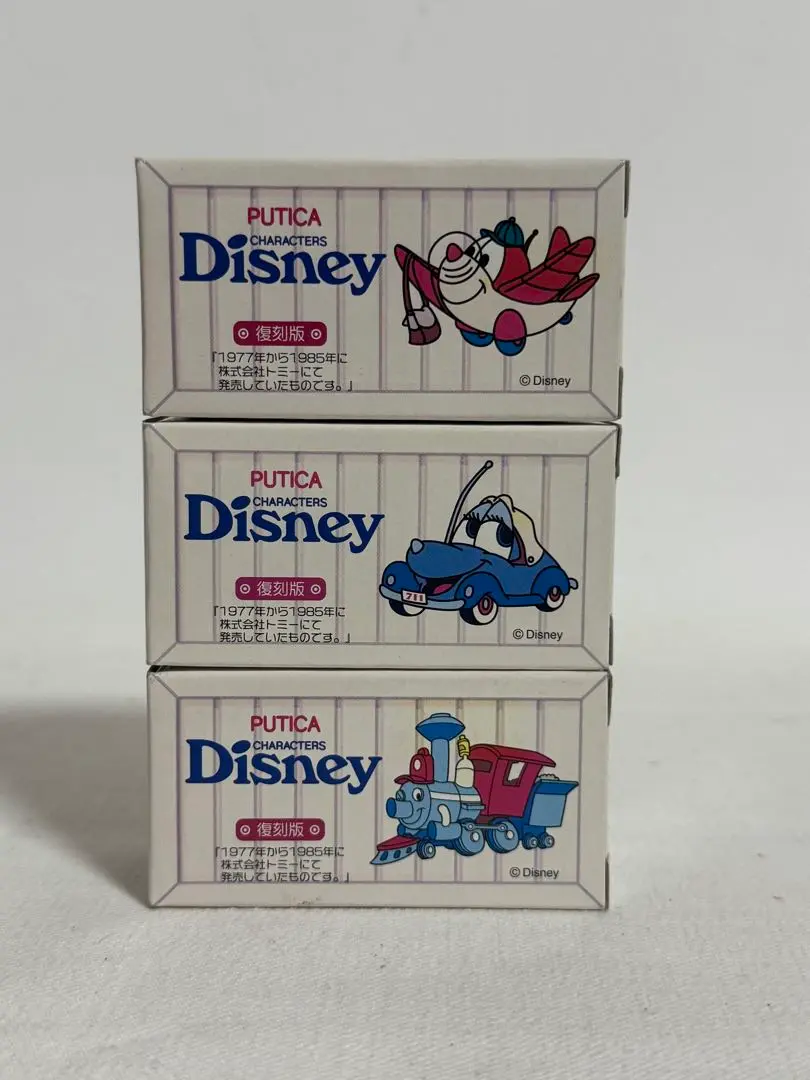 PUTICA
CHARACTERS
Disney
復刻版
「1977年から1985年に
株式会社トミーにて
発売していたものです。」
© Disney
PUTICA
CHARACTERS
Disney
復刻版
「1977年から1985年に
株式会社トミーにて
発売していたものです。」
711
© Disney
PUTICA
CHARACTERS
Disney
復刻版
「1977年から1985年に
株式会社トミーにて
発売していたものです。」
© Disney